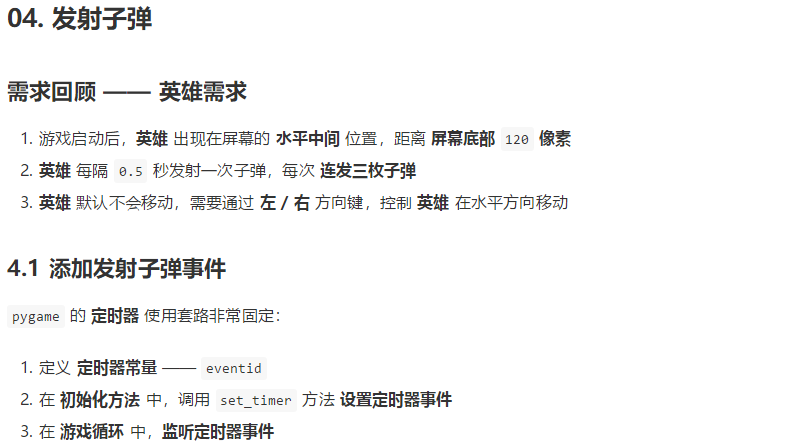 04. 发射子弹
需求回顾 —— 英雄需求
1. 游戏启动后，英雄 出现在屏幕的 水平中间 位置，距离 屏幕底部 120 像素
2. 英雄 每隔 0.5 秒发射一次子弹，每次 连发三枚子弹
3. 英雄 默认不会移动，需要通过 左 / 右 方向键，控制 英雄 在水平方向移动
4.1 添加发射子弹事件
pygame 的 定时器 使用套路非常固定：
1. 定义 定时器常量 —— eventid
2. 在 初始化方法 中，调用 set_timer 方法 设置定时器事件
3. 在 游戏循环 中，监听定时器事件